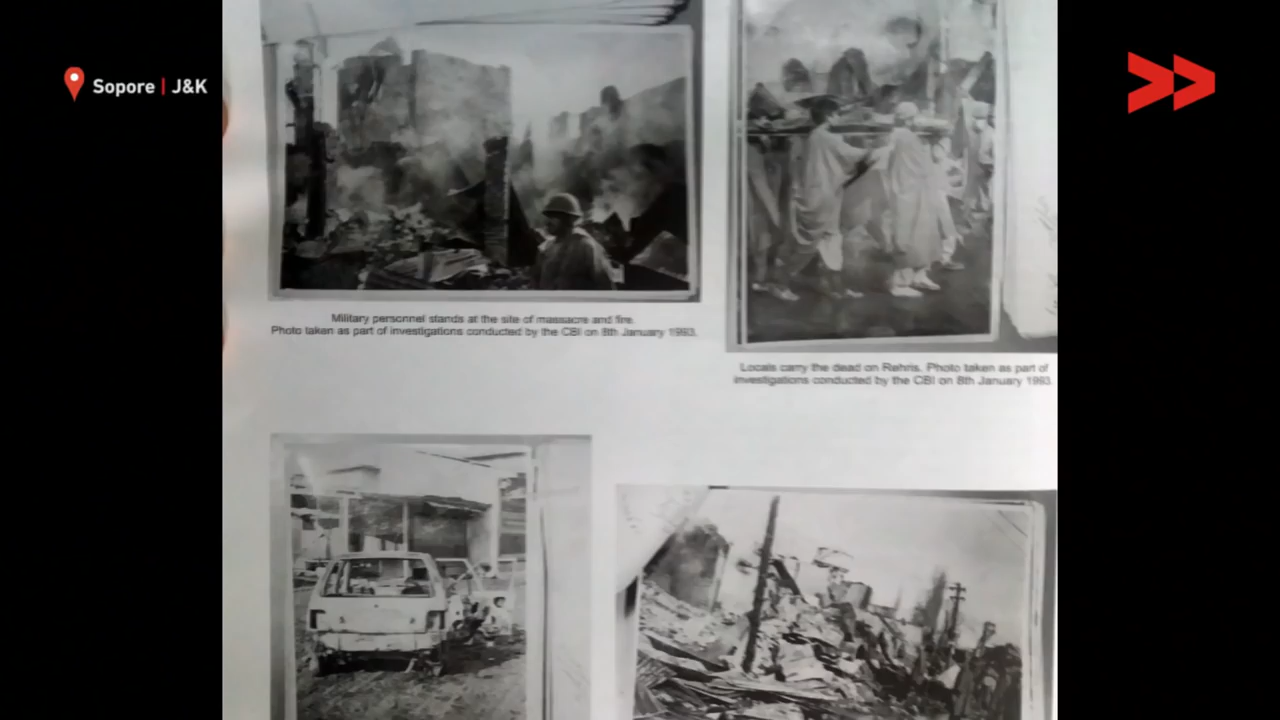 Sopore | J&K
Military personnel stands at the site of massacre and fire.
Photo taken as part of investigations conducted by the CBI on 8th January 1993.
Locals carry the dead on Rehris. Photo taken as part of
investigations conducted by the CBI on 8th January 1993.